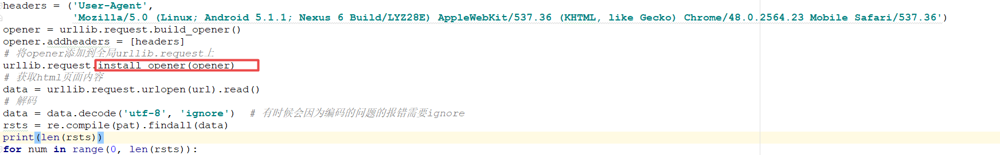 headers = ('User-Agent',
'Mozilla/5.0 (Linux; Android 5.1.1; Nexus 6 Build/LYZ28E) AppleWebKit/537.36 (KHTML, like Gecko) Chrome/48.0.2564.23 Mobile Safari/537.36')
opener = urllib.request.build_opener()
opener.addheaders = [headers]
# 将opener添加到全局urllib.request上
urllib.request.install_opener(opener)
# 获取html页面内容
data = urllib.request.urlopen(url).read()
# 解码
data = data.decode('utf-8', 'ignore')  # 有时候会因为编码的问题的报错需要ignore
rsts = re.compile(pat).findall(data)
print(len(rsts))
for num in range(0, len(rsts)):